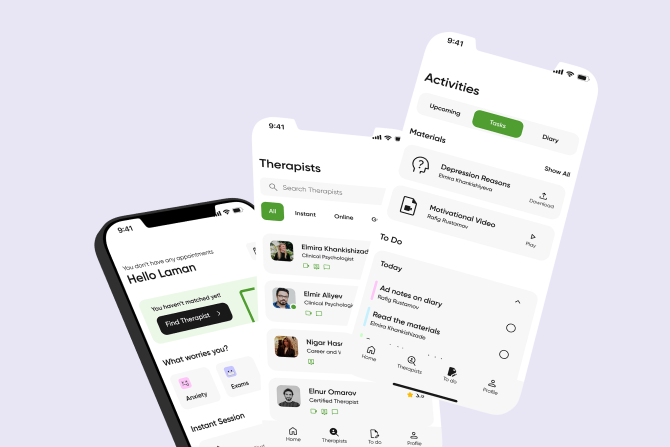 9:41
You don't have any appointments
Hello Laman
You haven't matched yet!
Find Therapist
What worries you?
Anxiety
Exams
Instant Session
9:41
Therapists
Search Therapists
All
Instant
Online
Elmira Khankishizad
Clinical Psychologist
Elmir Aliyev
Clinical Psychologi
Nigar Has
Career and
Elnur Omarov
Certified Therapist
Home
Therapists
To do
Profile
9:41
Activities
Upcoming
Tasks
Diary
Materials
Show All
Depression Reasons
Elmira Khankishiyeva
Download
Motivational Video
Rafig Rustamov
Play
To Do
Today
Ad notes on diary
Rafig Rustamov
Read the materials
Elmira Khankishizade
Home
Therapists
To do
Profile